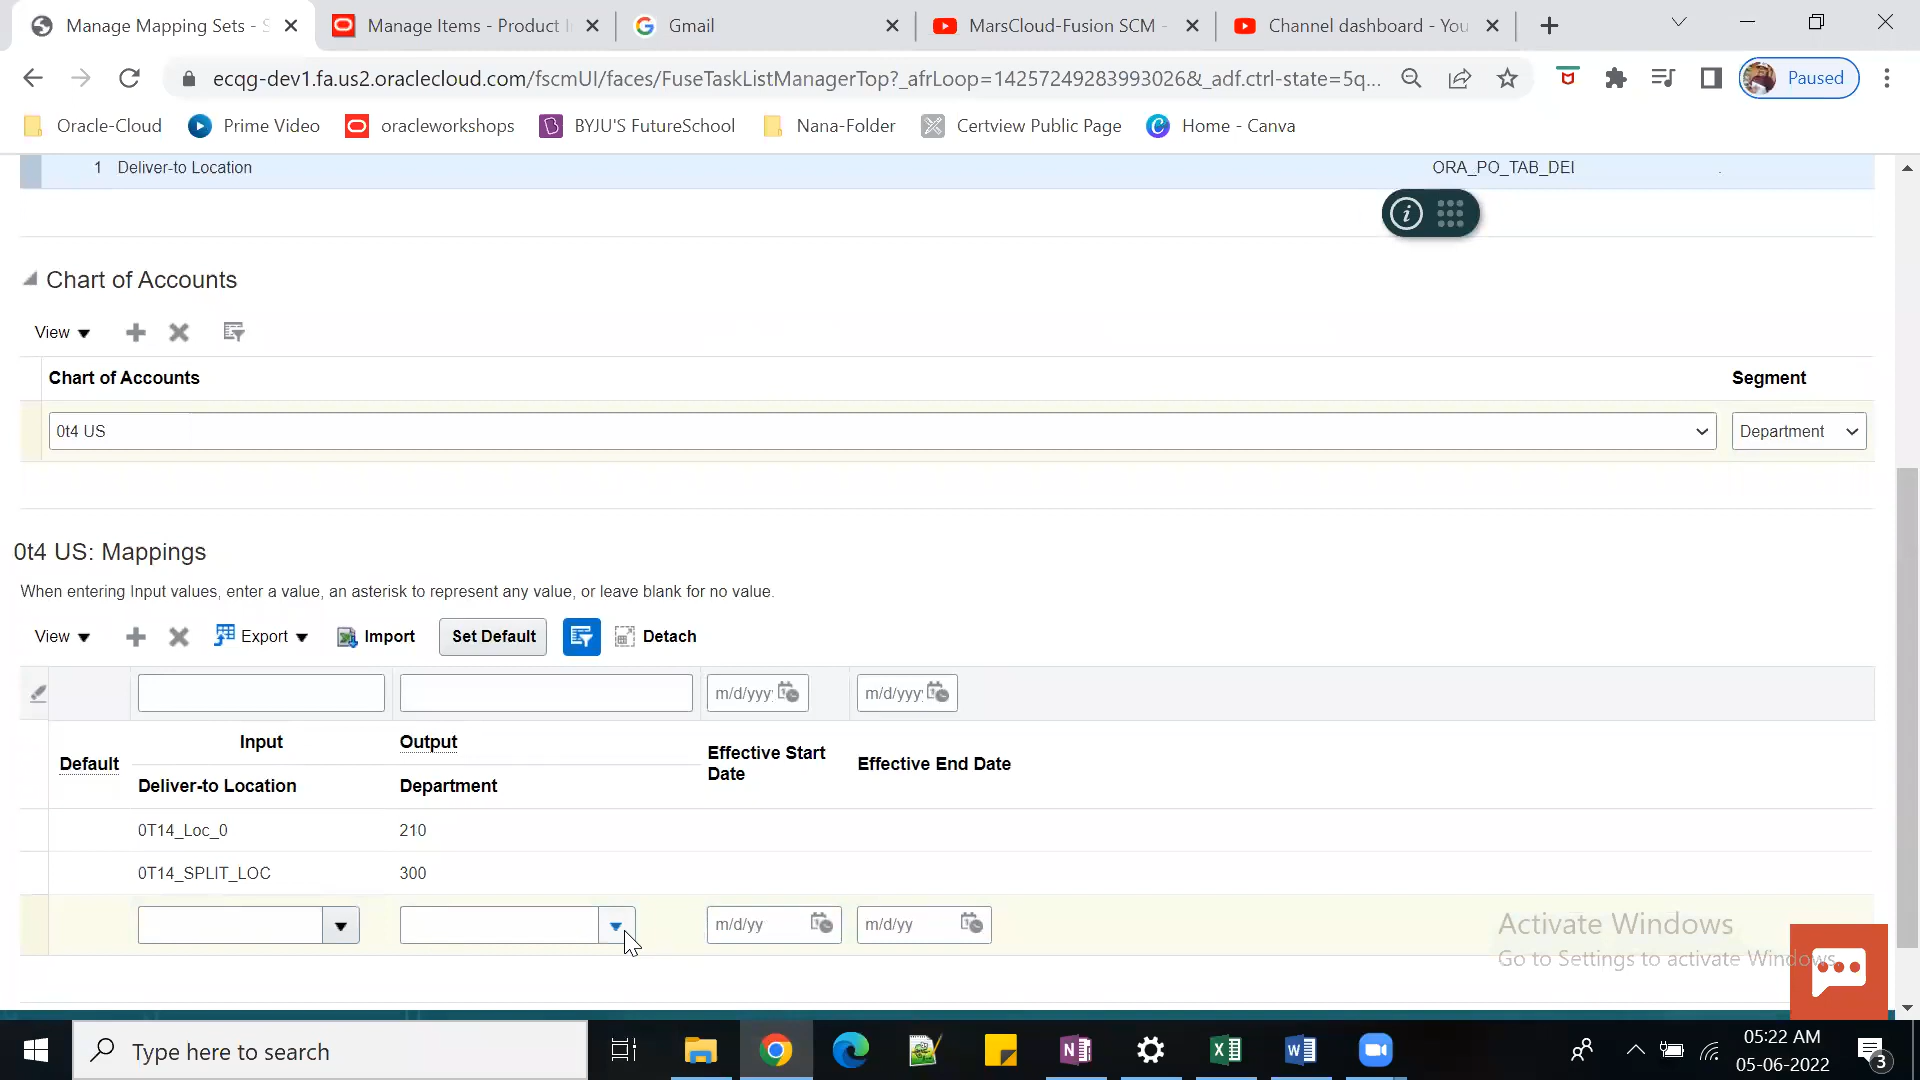 Manage Mapping Sets - S
Manage Items - Product I
Gmail
MarsCloud-Fusion SCM -
Channel dashboard - You
ecqg-dev1.fa.us2.oraclecloud.com/fscmUI/faces/FuseTaskListManagerTop?_afrLoop=14257249283993026&_adf.ctrl-state=5q...
Paused
Oracle-Cloud
Prime Video
oracleworkshops
BYJU'S FutureSchool
Nana-Folder
Certview Public Page
Home - Canva
1 Deliver-to Location ORA_PO_TAB_DEI .
Chart of Accounts
View
Chart of Accounts Segment
0t4 US Department
0t4 US: Mappings
When entering Input values, enter a value, an asterisk to represent any value, or leave blank for no value.
View Export Import Set Default Detach
m/d/yyy m/d/yyy
Input Output
Default Effective Start Date Effective End Date
Deliver-to Location Department
0T14_Loc_0 210
0T14_SPLIT_LOC 300
m/d/yy m/d/yy
Activate Windows
Go to Settings to activate Windows.
Type here to search
05:22 AM
05-06-2022
3